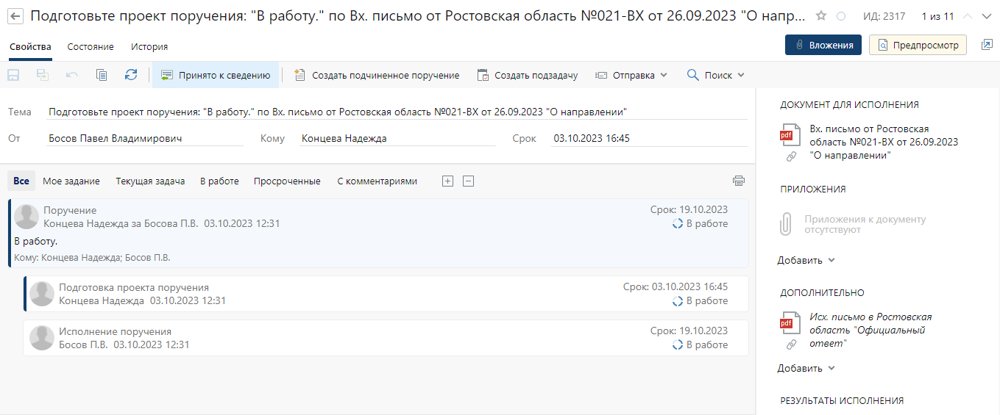 Подготовьте проект поручения: "В работу." по Вх. письмо от Ростовская область №021-ВХ от 26.09.2023 "О напр... ИД: 2317 1 из 11
Свойства Состояние История Вложения Предпросмотр
Принято к сведению Создать подчиненное поручение Создать подзадачу Отправка Поиск
Тема Подготовьте проект поручения: "В работу." по Вх. письмо от Ростовская область №021-ВХ от 26.09.2023 "О направлении"
От Босов Павел Владимирович Кому Концева Надежда Срок 03.10.2023 16:45
Все Мое задание Текущая задача В работе Просроченные С комментариями
Поручение Срок: 19.10.2023
Концева Надежда за Босова П.В. 03.10.2023 12:31 В работе
В работу.
Кому: Концева Надежда; Босов П.В.
Подготовка проекта поручения Срок: 03.10.2023 16:45
Концева Надежда 03.10.2023 12:31 В работе
Исполнение поручения Срок: 19.10.2023
Босов П.В. 03.10.2023 12:31 В работе
ДОКУМЕНТ ДЛЯ ИСПОЛНЕНИЯ
pdf
Вх. письмо от Ростовская
область №021-ВХ от 26.09.2023
"О направлении"
ПРИЛОЖЕНИЯ
Приложения к документу
отсутствуют
Добавить
ДОПОЛНИТЕЛЬНО
pdf
Исх. письмо в Ростовская
область "Официальный
ответ"
Добавить
РЕЗУЛЬТАТЫ ИСПОЛНЕНИЯ